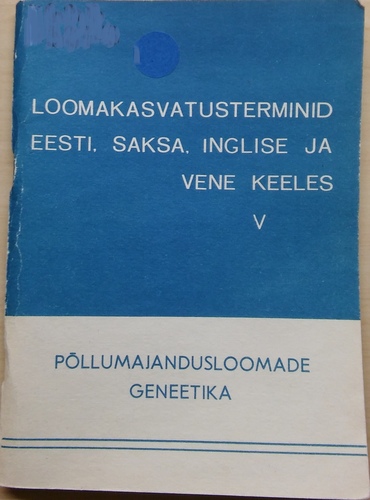 LOOMAKASVATUSTERMINID
EESTI, SAKSA, INGLISE JA
VENE KEELES
V
PÕLLUMAJANDUSLOOMADE
GENEETIKA